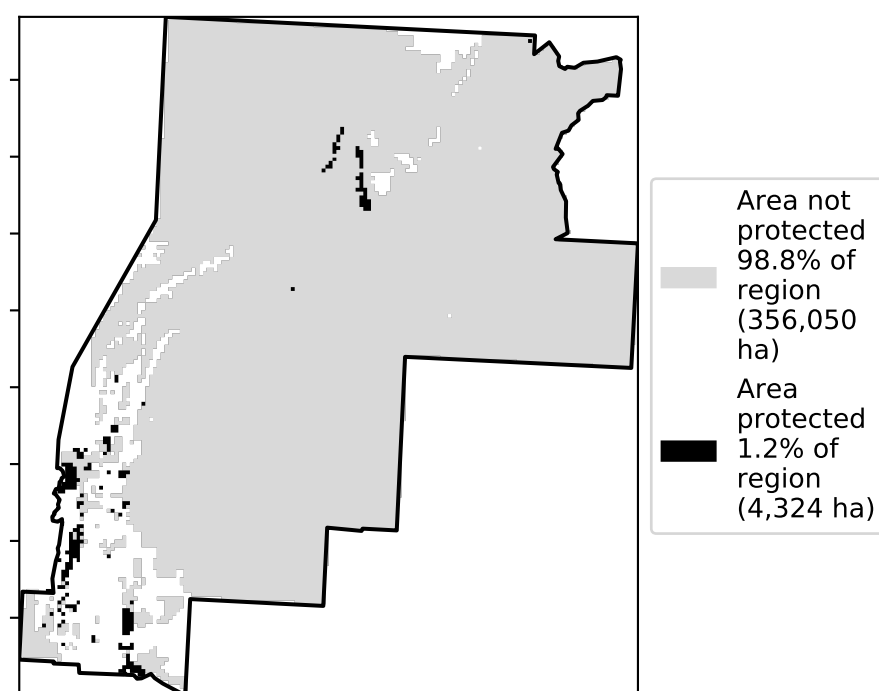 Area not
protected
98.8% of
region
(356,050
ha)
Area
protected
1.2% of
region
(4,324 ha)